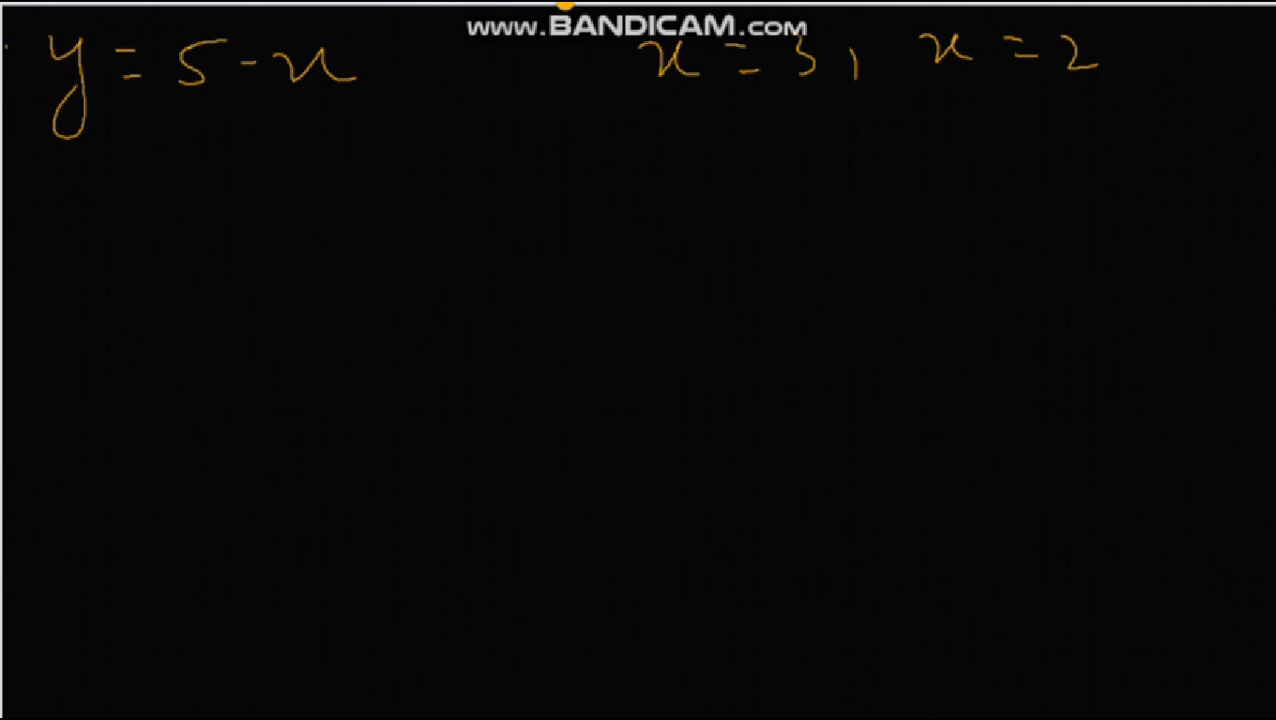 www.BANDICAM.com
y = 5 - x x = 3, x = 2